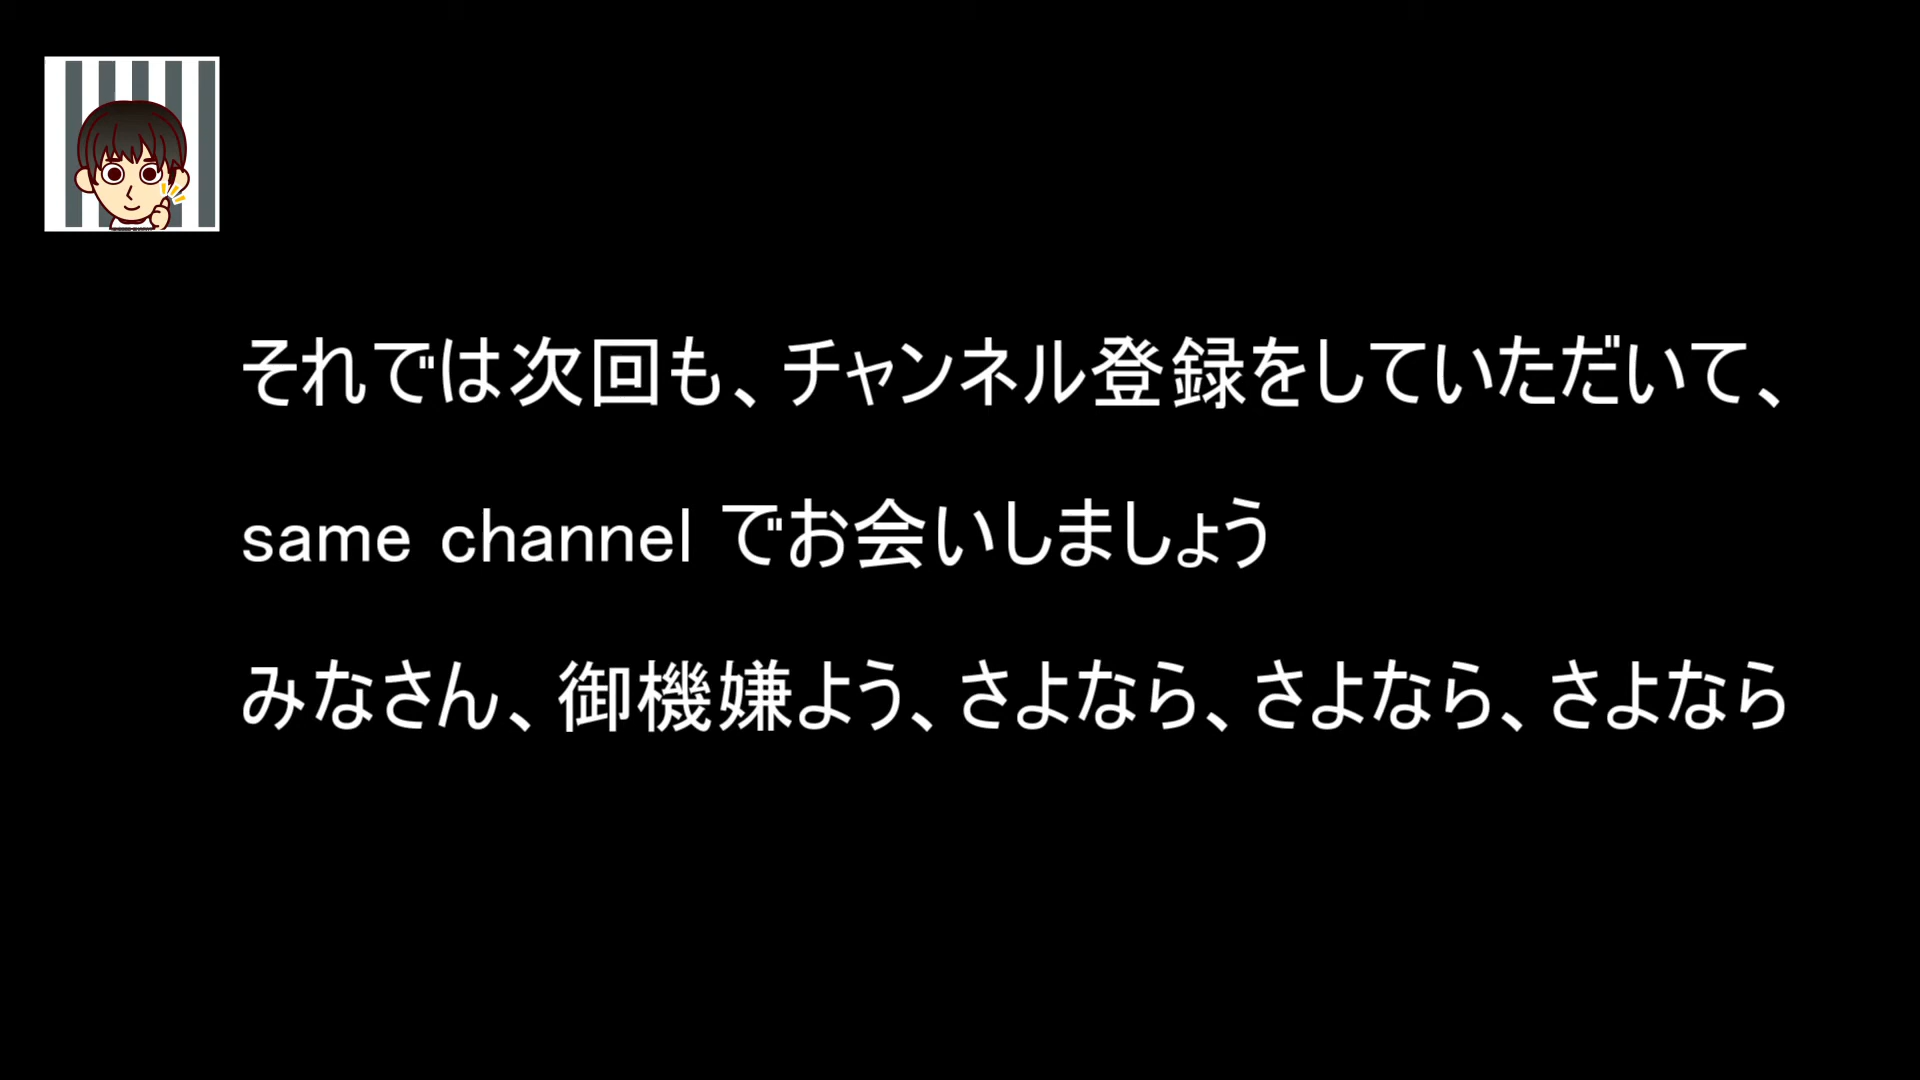 それでは次回も、チャンネル登録をしていただいて、
same channel でお会いしましょう
みなさん、御機嫌よう、さよなら、さよなら、さよなら